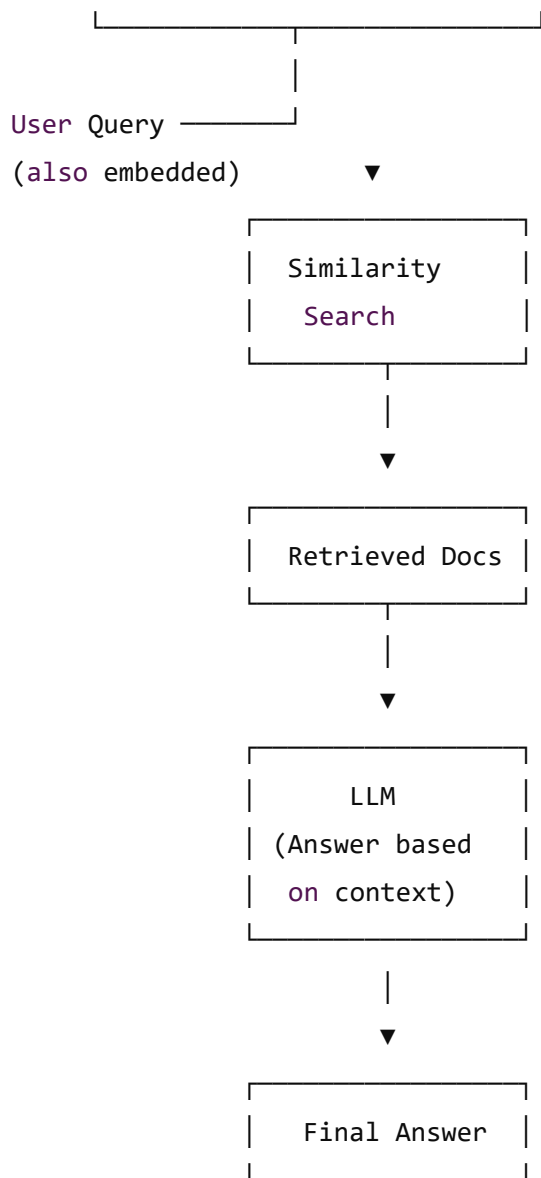 User Query
(also embedded)
Similarity
Search
Retrieved Docs
LLM
(Answer based
on context)
Final Answer